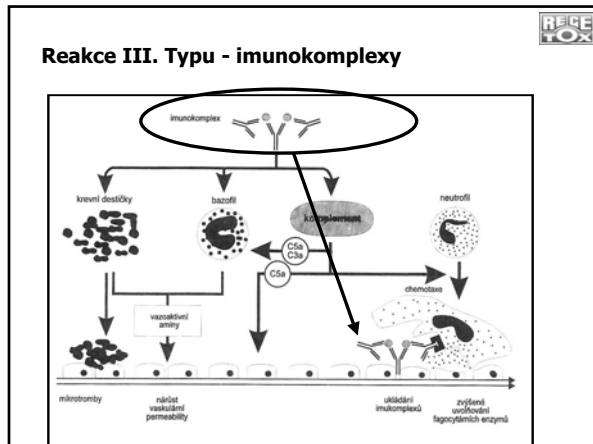 RECETOX
Reakce III. Typu - imunokomplexy
imunokomplex
krevní destičky
bazofil
komplement
neutrofil
C5a
C3a
C5a
chemotaxe
vazoaktivní
aminy
mikrotromby
nárůst
vaskulární
permeability
ukládání
imukomplexů
zvýšené
uvolňování
fagocytárních enzymů